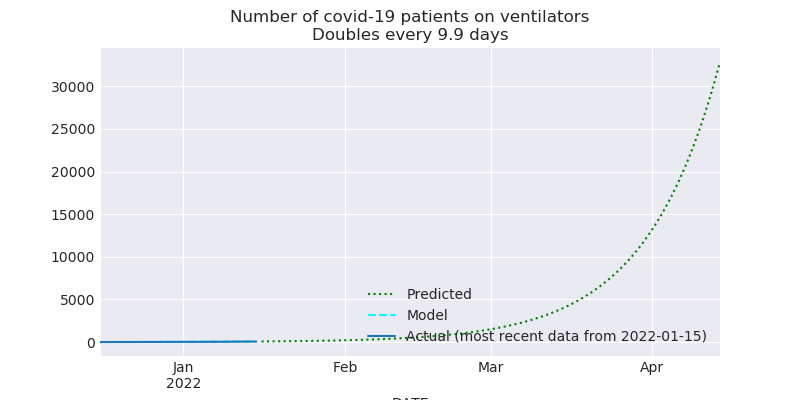 Number of covid-19 patients on ventilators
Doubles every 9.9 days
30000
25000
20000
15000
10000
5000
0
Predicted
Model
Actual (most recent data from 2022-01-15)
Jan
2022
Feb
Mar
Apr
DATE